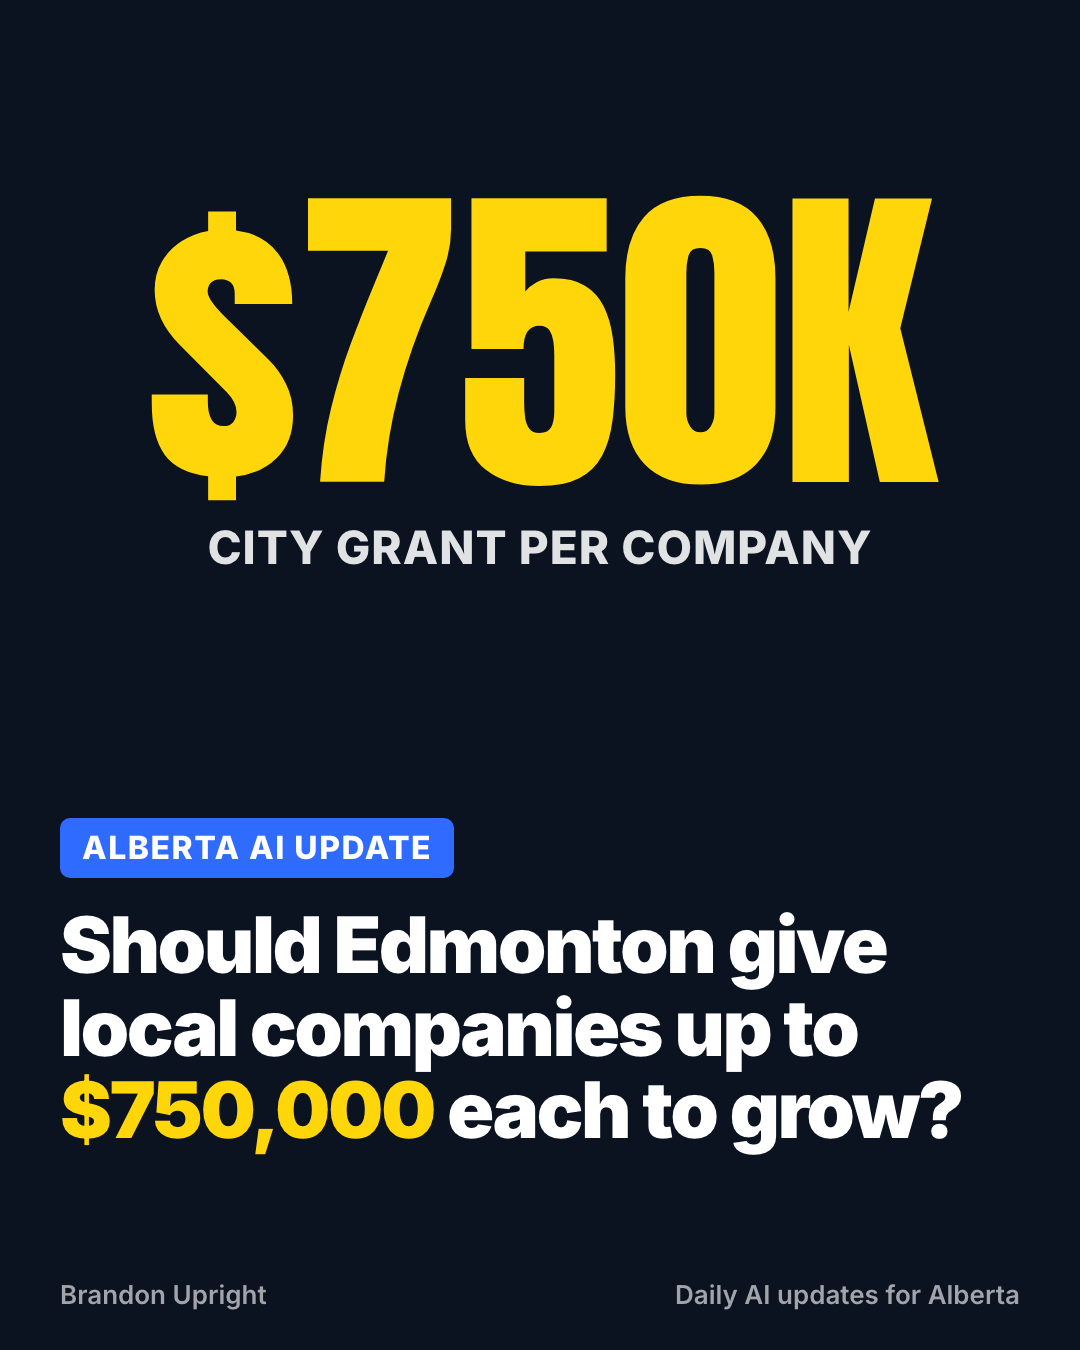 $750K
CITY GRANT PER COMPANY
ALBERTA AI UPDATE
Should Edmonton give
local companies up to
$750,000 each to grow?
Brandon Upright
Daily AI updates for Alberta